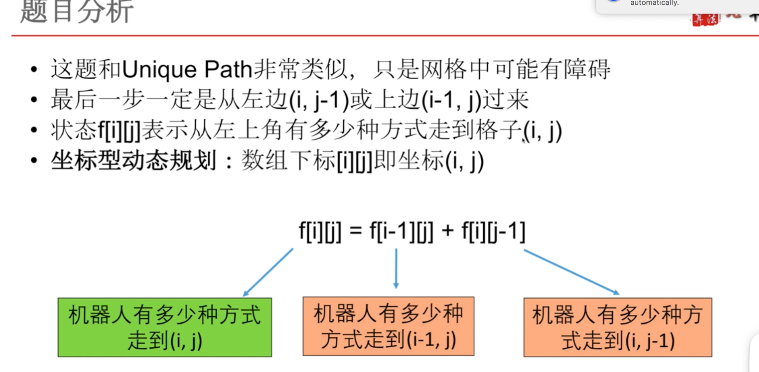 题目分析
automatically.
• 这题和Unique Path非常类似，只是网格中可能有障碍
• 最后一步一定是从左边(i, j-1)或上边(i-1, j)过来
• 状态f[i][j]表示从左上角有多少种方式走到格子(i, j)
• 坐标型动态规划：数组下标[i][j]即坐标(i, j)
f[i][j] = f[i-1][j] + f[i][j-1]
机器人有多少种方式
走到(i, j)
机器人有多少种
方式走到(i-1, j)
机器人有多少种方
式走到(i, j-1)